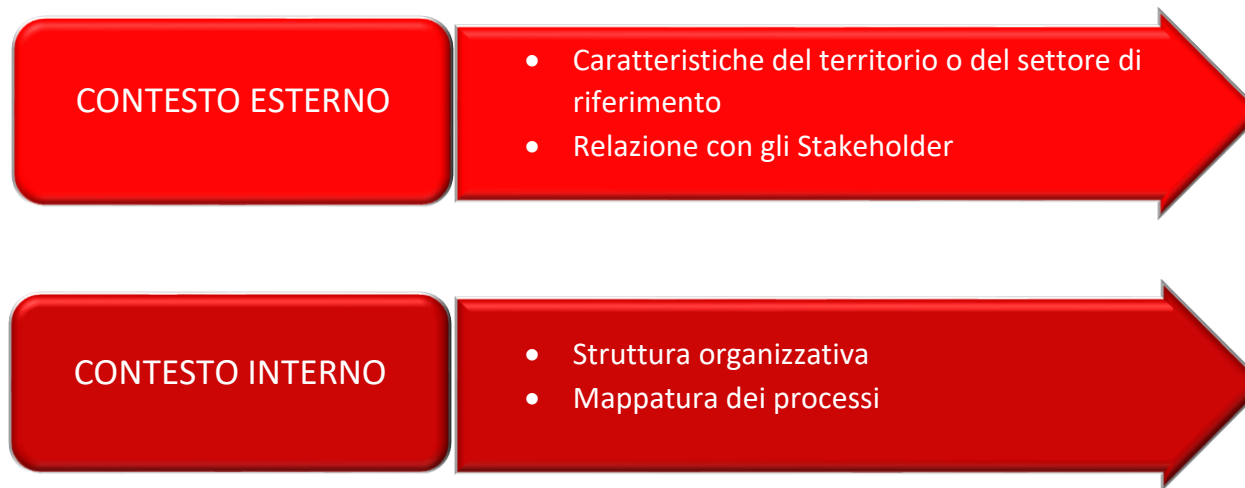 CONTESTO ESTERNO
• Caratteristiche del territorio o del settore di
riferimento
• Relazione con gli Stakeholder
CONTESTO INTERNO
• Struttura organizzativa
• Mappatura dei processi